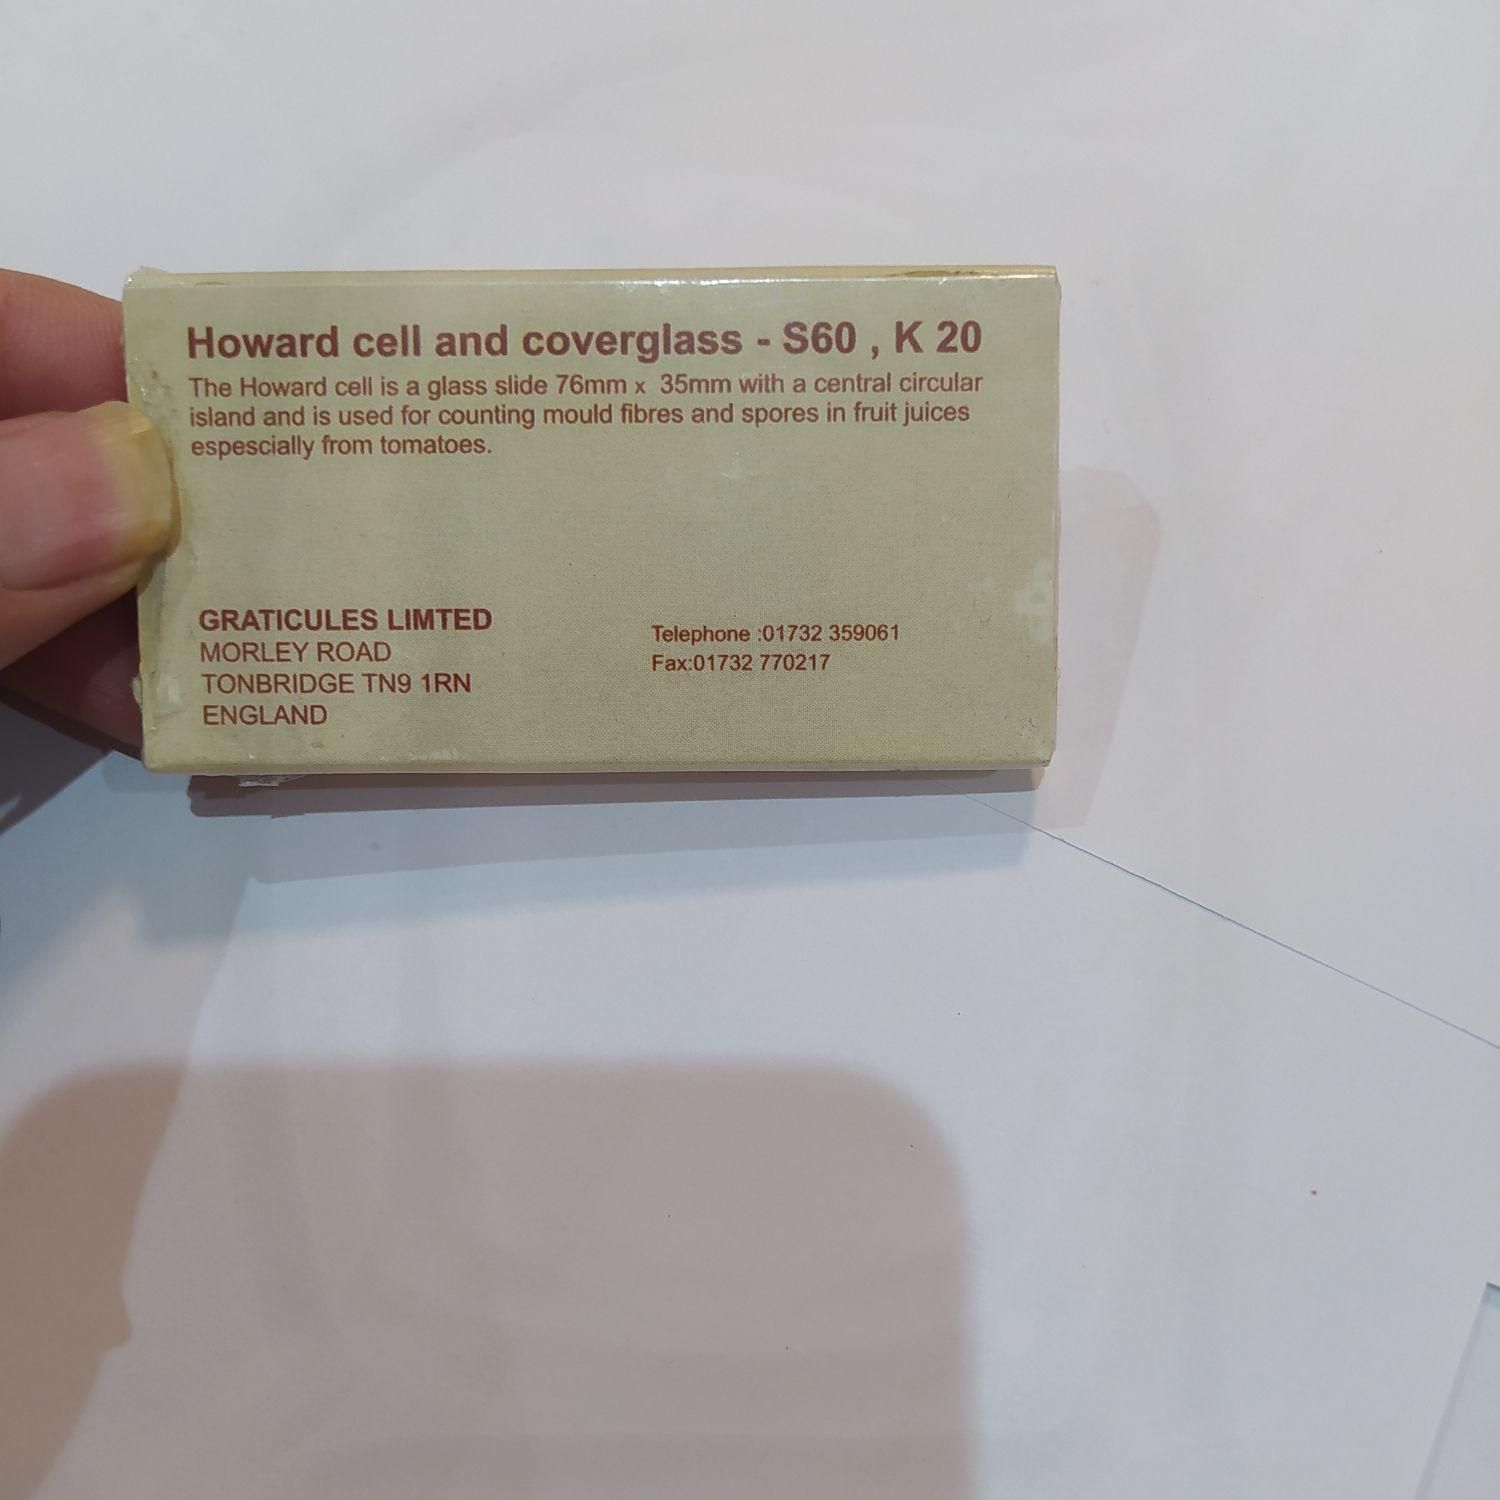 Howard cell and coverglass - S60 , K 20
The Howard cell is a glass slide 76mm x 35mm with a central circular
island and is used for counting mould fibres and spores in fruit juices
espescially from tomatoes.
GRATICULES LIMTED
MORLEY ROAD
TONBRIDGE TN9 1RN
ENGLAND
Telephone :01732 359061
Fax:01732 770217